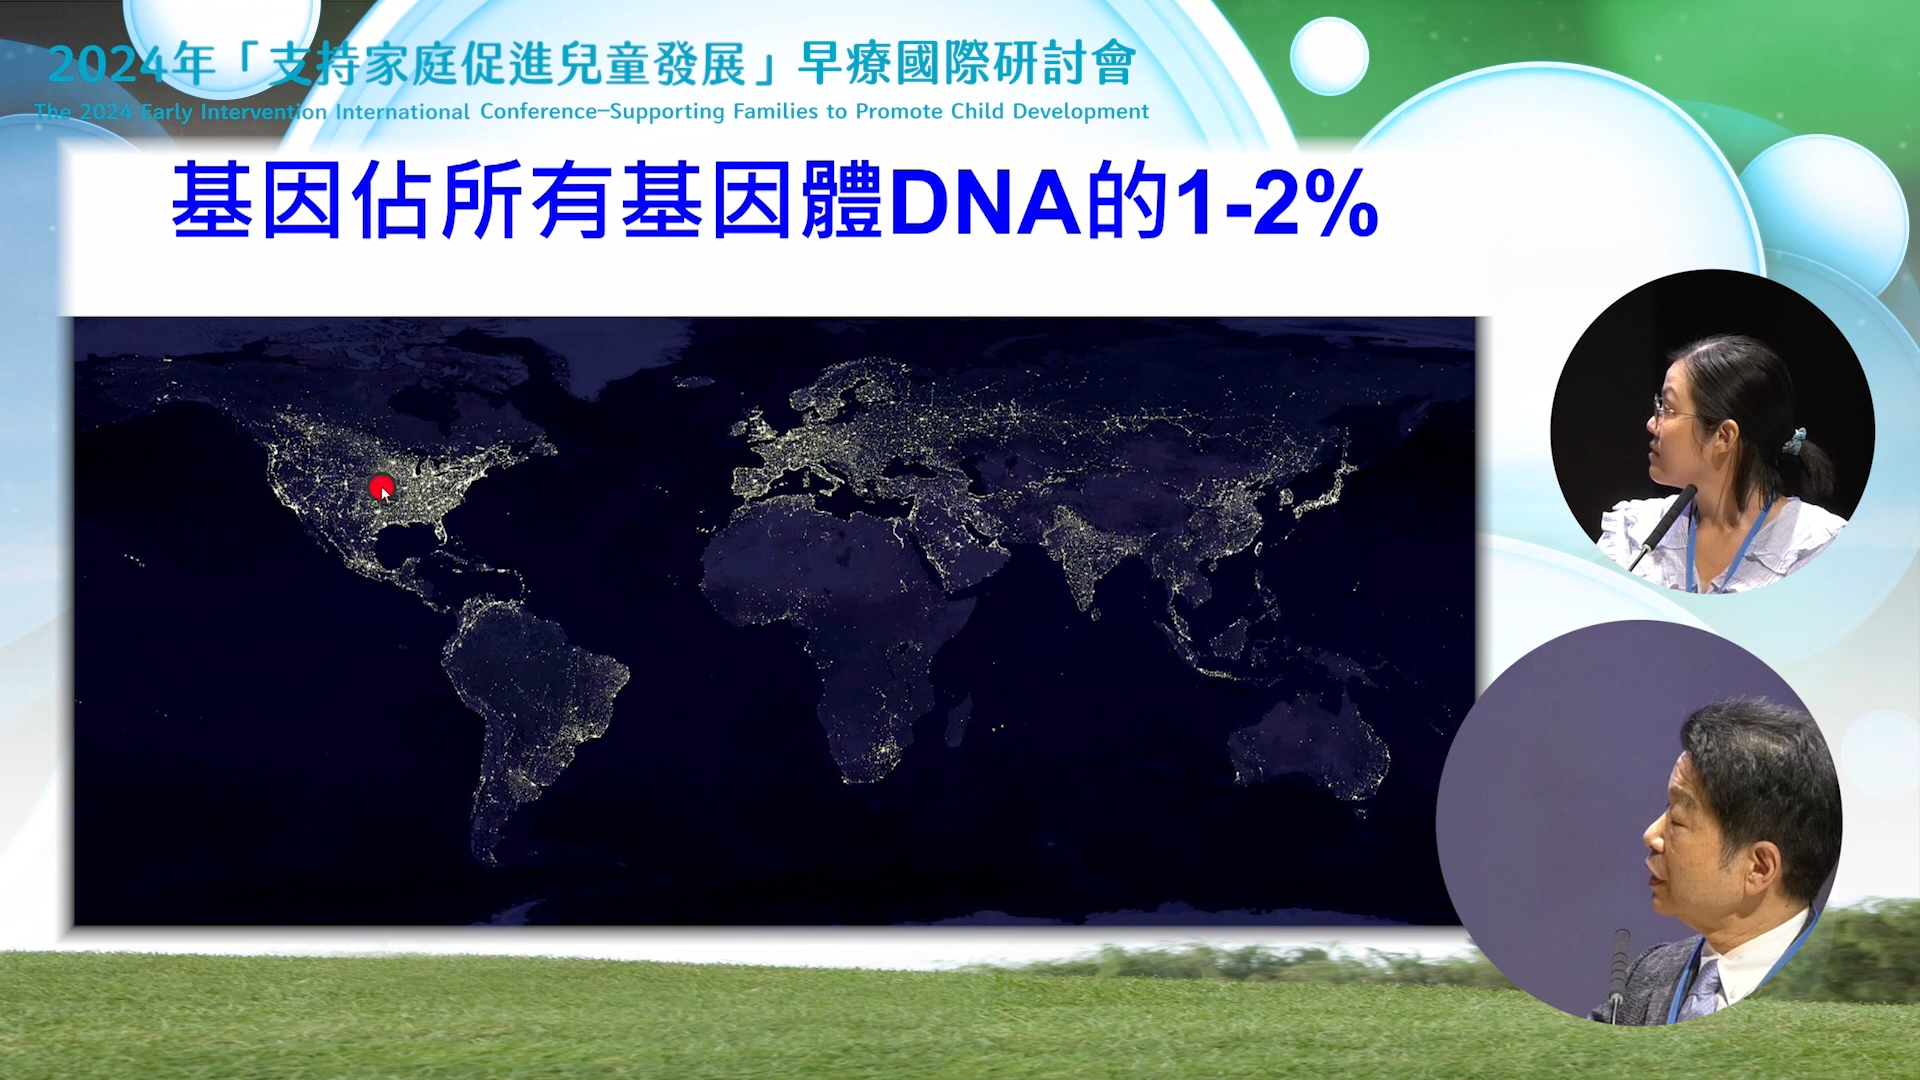 2024年「支持家庭促進兒童發展」早療國際研討會
The 2024 Early Intervention International Conference–Supporting Families to Promote Child Development
基因佔所有基因體DNA的1-2%